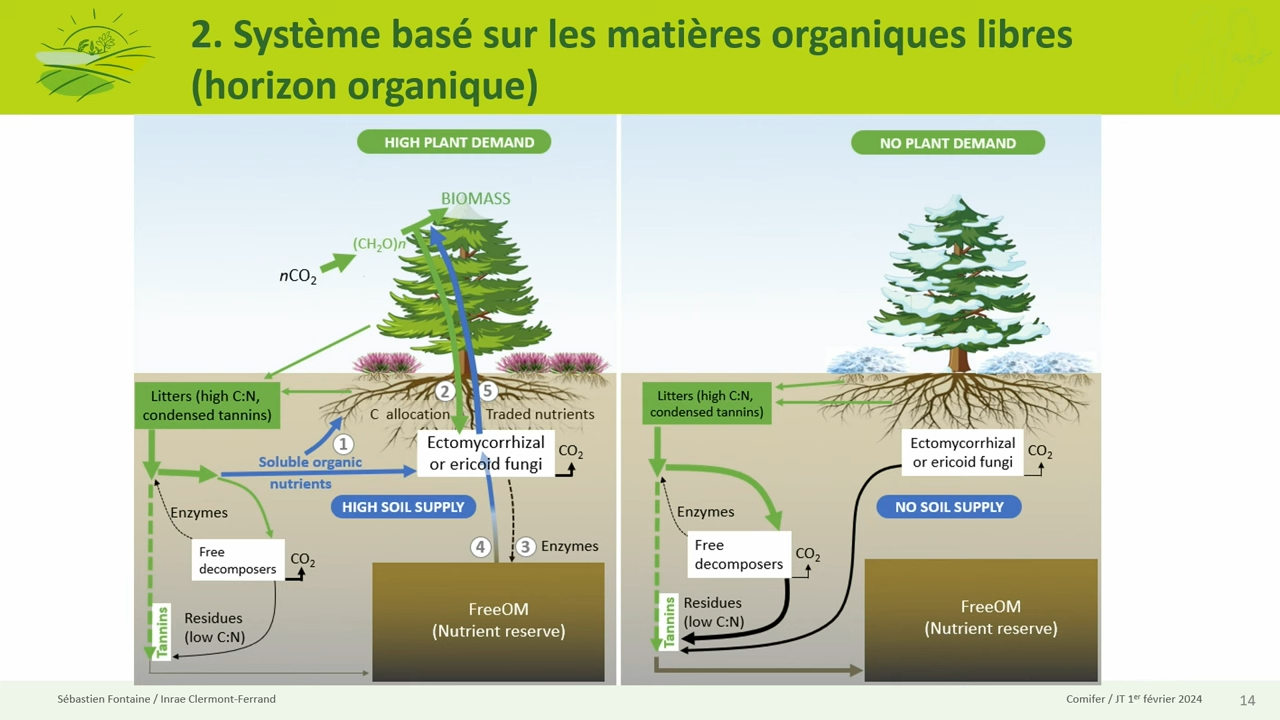 2. Système basé sur les matières organiques libres
(horizon organique)
HIGH PLANT DEMAND
BIOMASS
(CH₂O)n
nCO₂
Litters (high C:N,
condensed tannins)
2
5
C allocation
Traded nutrients
1
Soluble organic
nutrients
Ectomycorrhizal
or ericoid fungi
CO₂
HIGH SOIL SUPPLY
Enzymes
4
3
Enzymes
Free
decomposers
CO₂
Tannins
Residues
(low C:N)
FreeOM
(Nutrient reserve)
NO PLANT DEMAND
Litters (high C:N,
condensed tannins)
Ectomycorrhizal
or ericoid fungi
CO₂
NO SOIL SUPPLY
Enzymes
Free
decomposers
CO₂
Tannins
Residues
(low C:N)
FreeOM
(Nutrient reserve)
Sébastien Fontaine / Inrae Clermont-Ferrand
Comifer / JT 1er février 2024
14